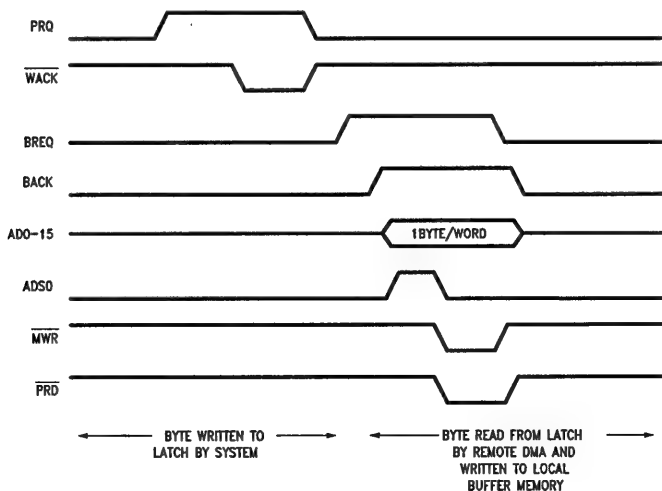 PRQ
WACK
BREQ
BACK
AD0-15
1BYTE/WORD
ADS0
MWR
PRD
BYTE WRITTEN TO
LATCH BY SYSTEM
BYTE READ FROM LATCH
BY REMOTE DMA AND
WRITTEN TO LOCAL
BUFFER MEMORY